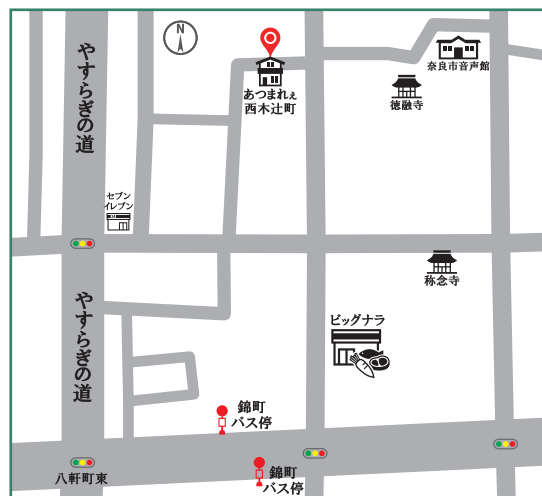 やすらぎの道
あつまれぇ
西木辻町
奈良市音声館
徳融寺
セブン
イレブン
称念寺
やすらぎの道
ビッグナラ
錦町
バス停
八軒町東
錦町
バス停
N